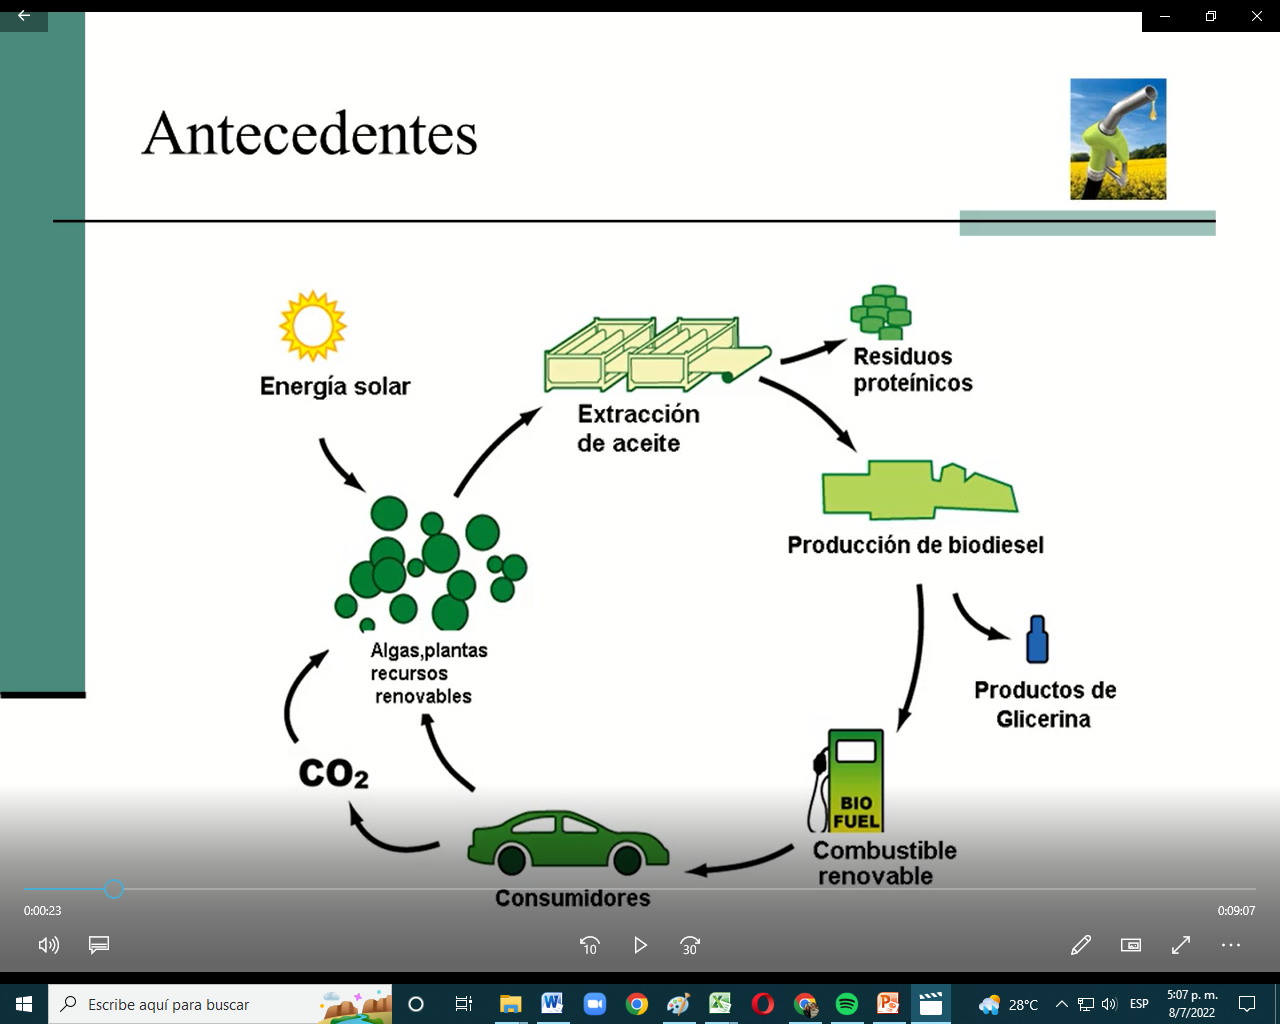 Antecedentes
Energía solar
Extracción
de aceite
Residuos
proteínicos
Producción de biodiesel
Algas,plantas
recursos
renovables
Productos de
Glicerina
CO₂
BIO
FUEL
Combustible
renovable
Consumidores
0:00:23
0:09:07
10
30
Escribe aquí para buscar
28°C
ESP
5:07 p. m.
8/7/2022